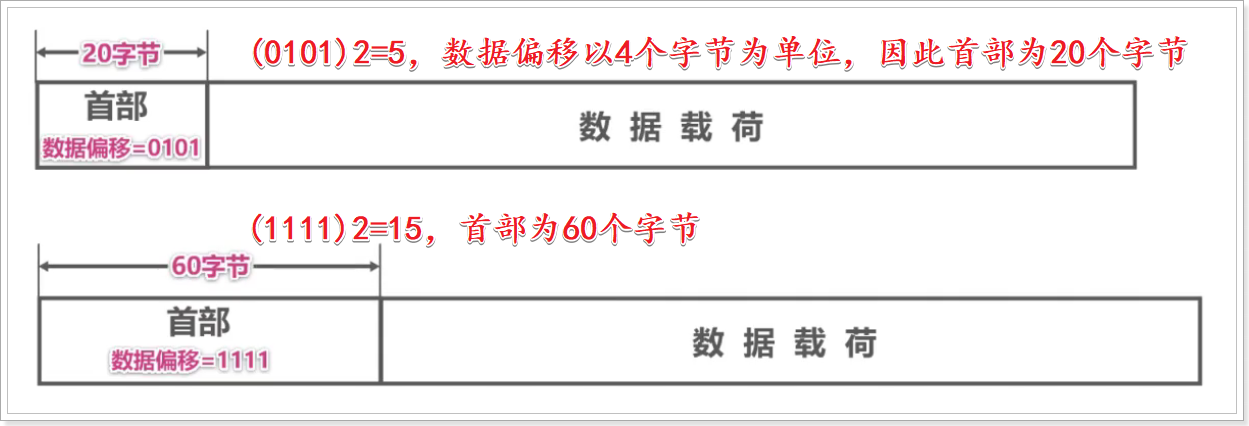 20字节
(0101)2=5，数据偏移以4个字节为单位，因此首部为20个字节
首部
数据偏移=0101
数据载荷
(1111)2=15，首部为60个字节
60字节
首部
数据偏移=1111
数据载荷